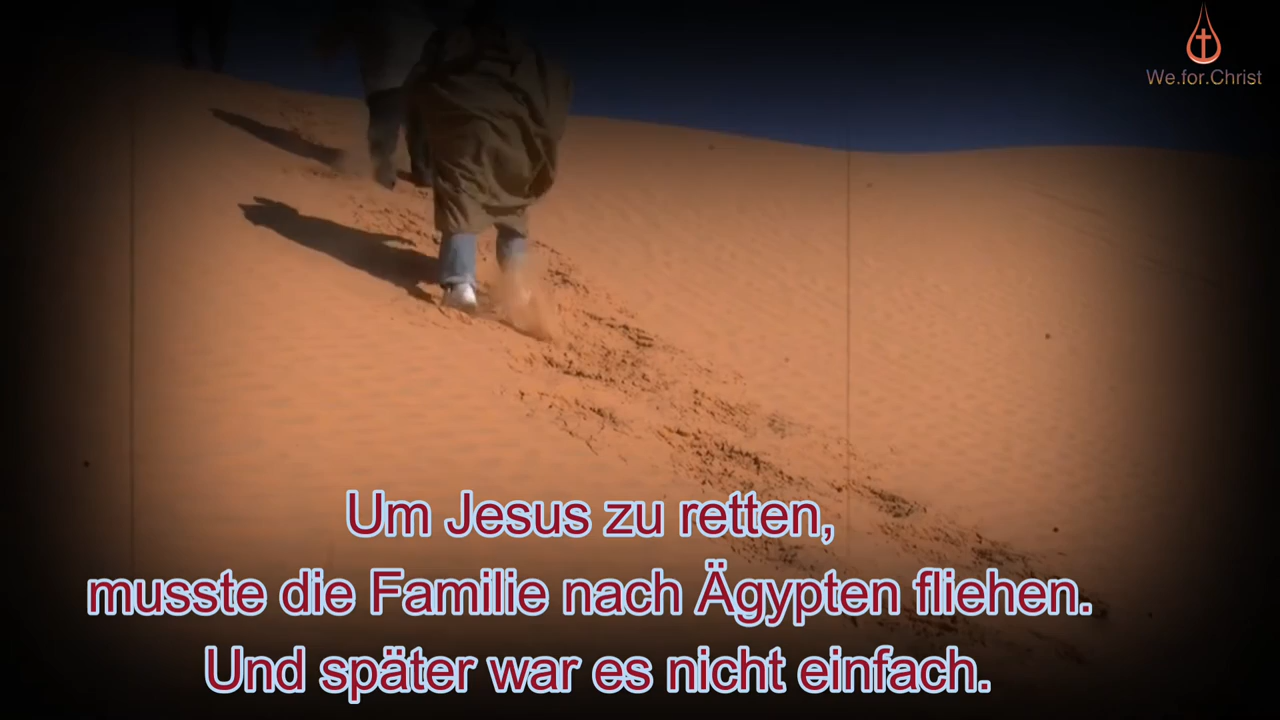 We.for.Christ
Um Jesus zu retten,
musste die Familie nach Ägypten fliehen.
Und später war es nicht einfach.